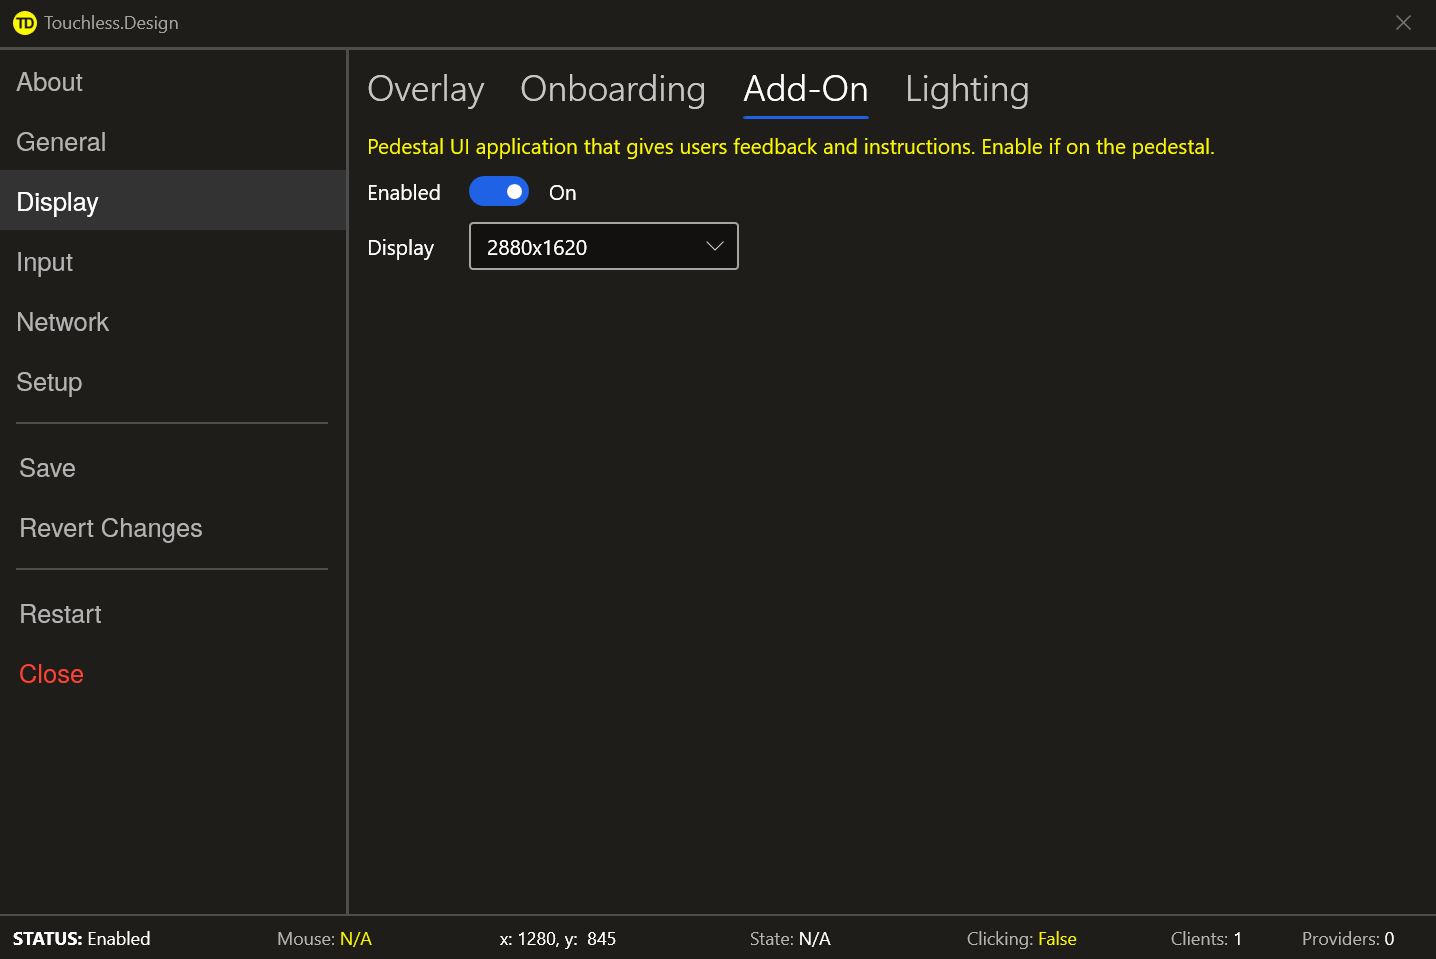 TD Touchless.Design
About
General
Display
Input
Network
Setup
Save
Revert Changes
Restart
Close
Overlay Onboarding Add-On Lighting
Pedestal UI application that gives users feedback and instructions. Enable if on the pedestal.
Enabled On
Display 2880x1620
STATUS: Enabled Mouse: N/A x: 1280, y: 845 State: N/A Clicking: False Clients: 1 Providers: 0